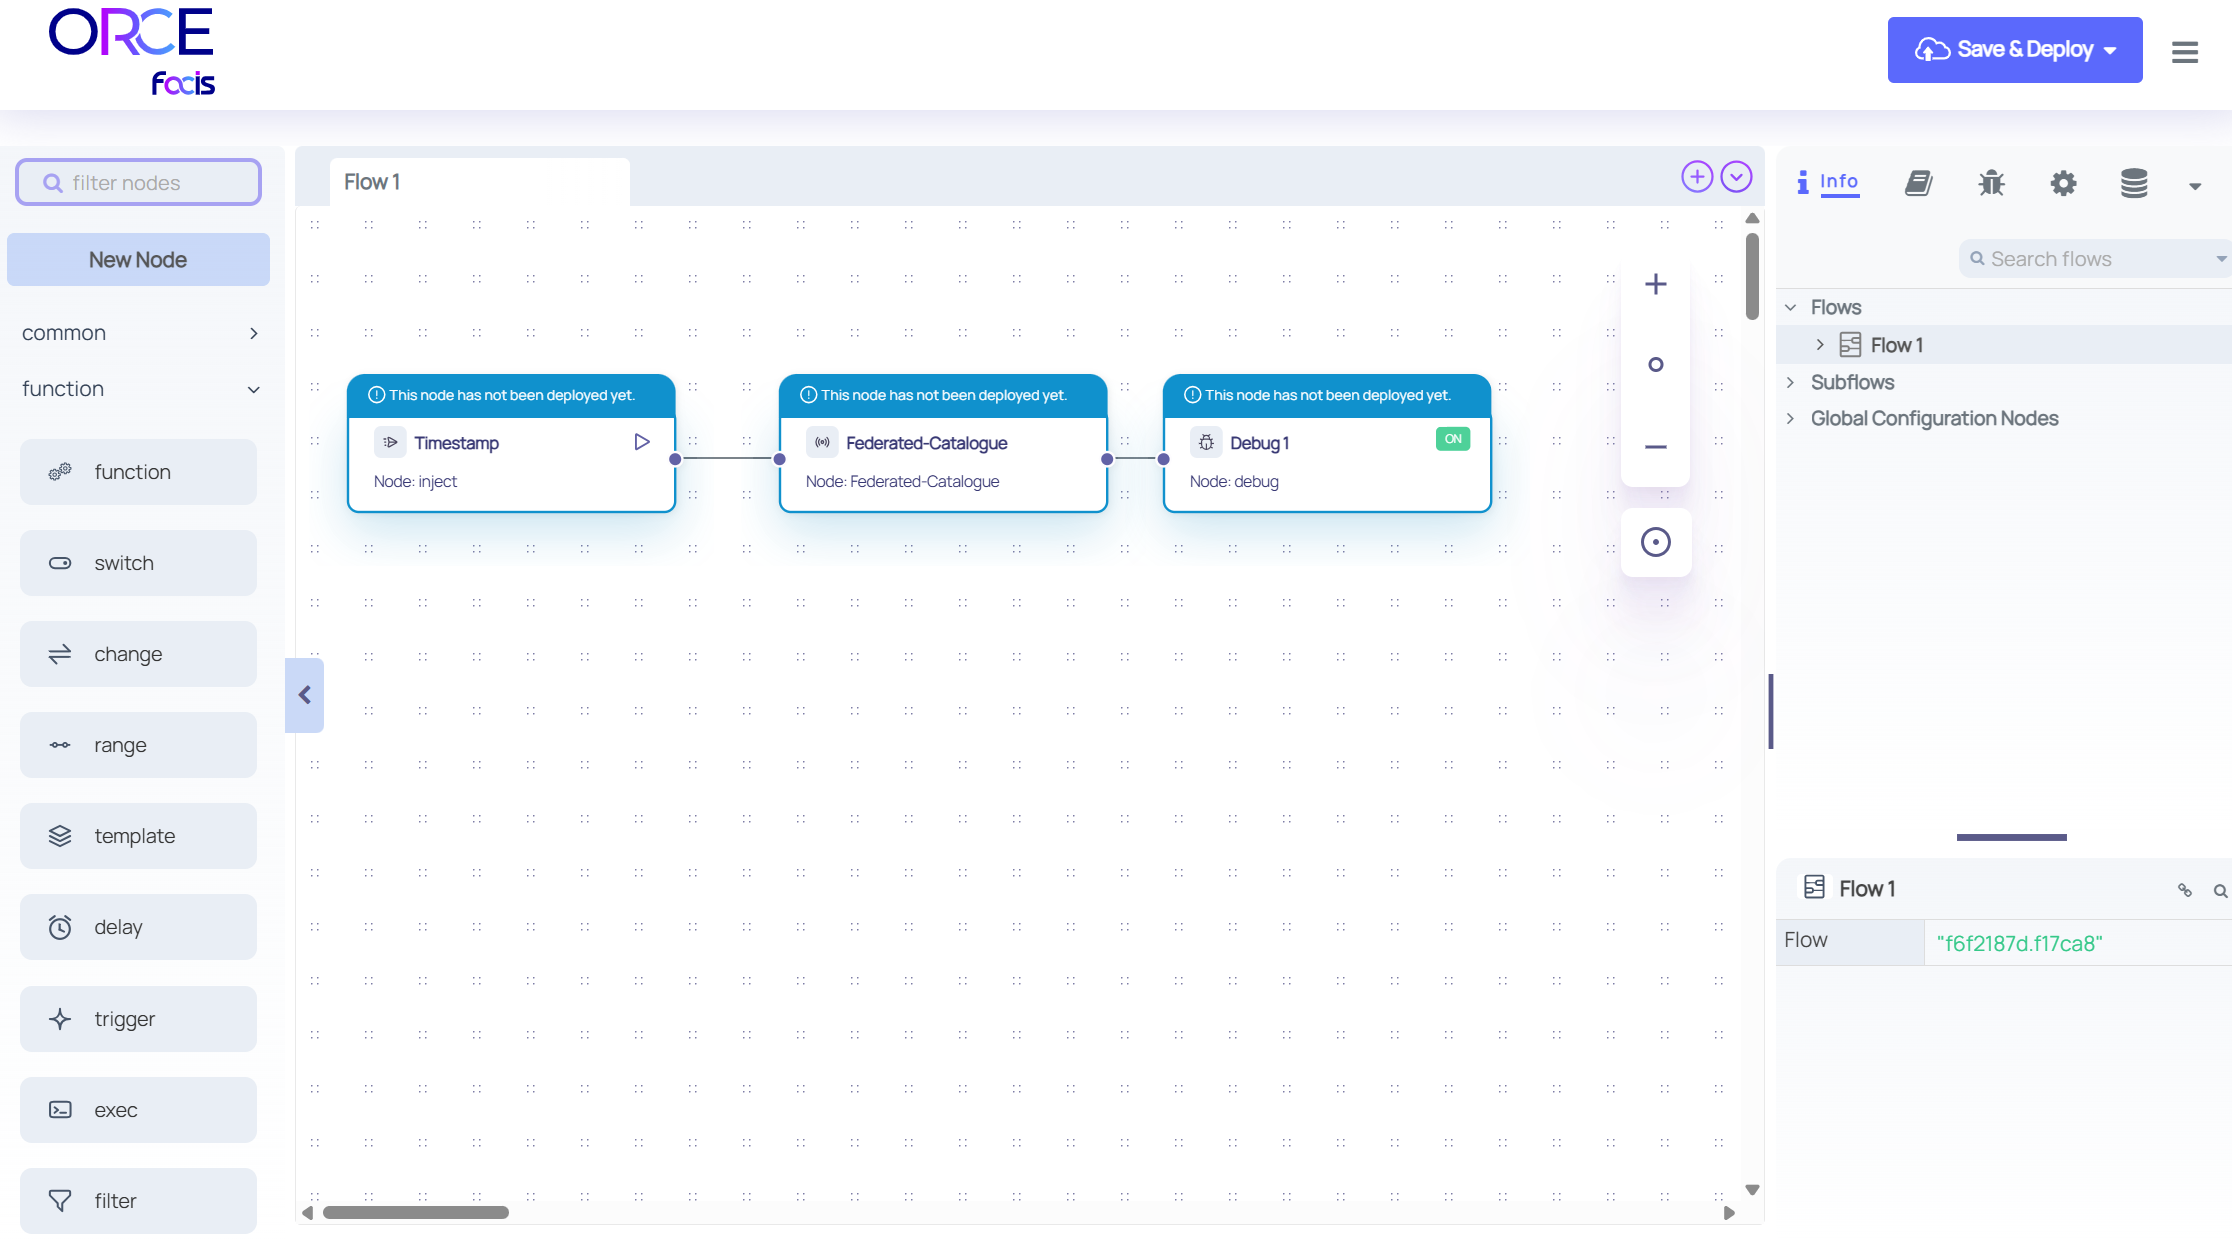 ORCE
facis
Save & Deploy
filter nodes
New Node
common
function
function
switch
change
range
template
delay
trigger
exec
filter
Flow 1
This node has not been deployed yet.
Timestamp
Node: inject
This node has not been deployed yet.
Federated-Catalogue
Node: Federated-Catalogue
This node has not been deployed yet.
Debug 1
ON
Node: debug
Info
Search flows
Flows
Flow 1
Subflows
Global Configuration Nodes
Flow 1
Flow
"f6f2187d.f17ca8"